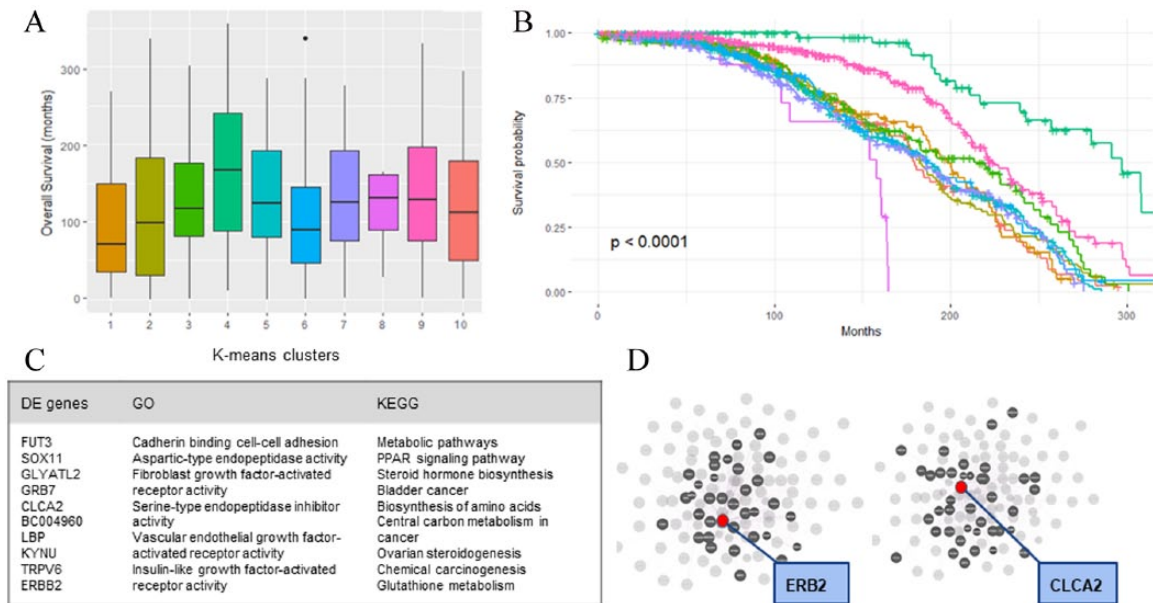 A
Overall Survival (months)
300
200
100
0
1 2 3 4 5 6 7 8 9 10
K-means clusters
B
Survival probablity
1.00
0.75
0.50
0.25
0.00
p < 0.0001
0 100 200 300
Months
C
DE genes GO KEGG
FUT3 Cadherin binding cell-cell adhesion Metabolic pathways
SOX11 Aspartic-type endopeptidase activity PPAR signaling pathway
GLYATL2 Fibroblast growth factor-activated Steroid hormone biosynthesis
GRB7 receptor activity Bladder cancer
CLCA2 Serine-type endopeptidase inhibitor Biosynthesis of amino acids
BC004960 activity Central carbon metabolism in
LBP Vascular endothelial growth factor- cancer
KYNU activated receptor activity Ovarian steroidogenesis
TRPV6 Insulin-like growth factor-activated Chemical carcinogenesis
ERBB2 receptor activity Glutathione metabolism
D
ERB2
CLCA2